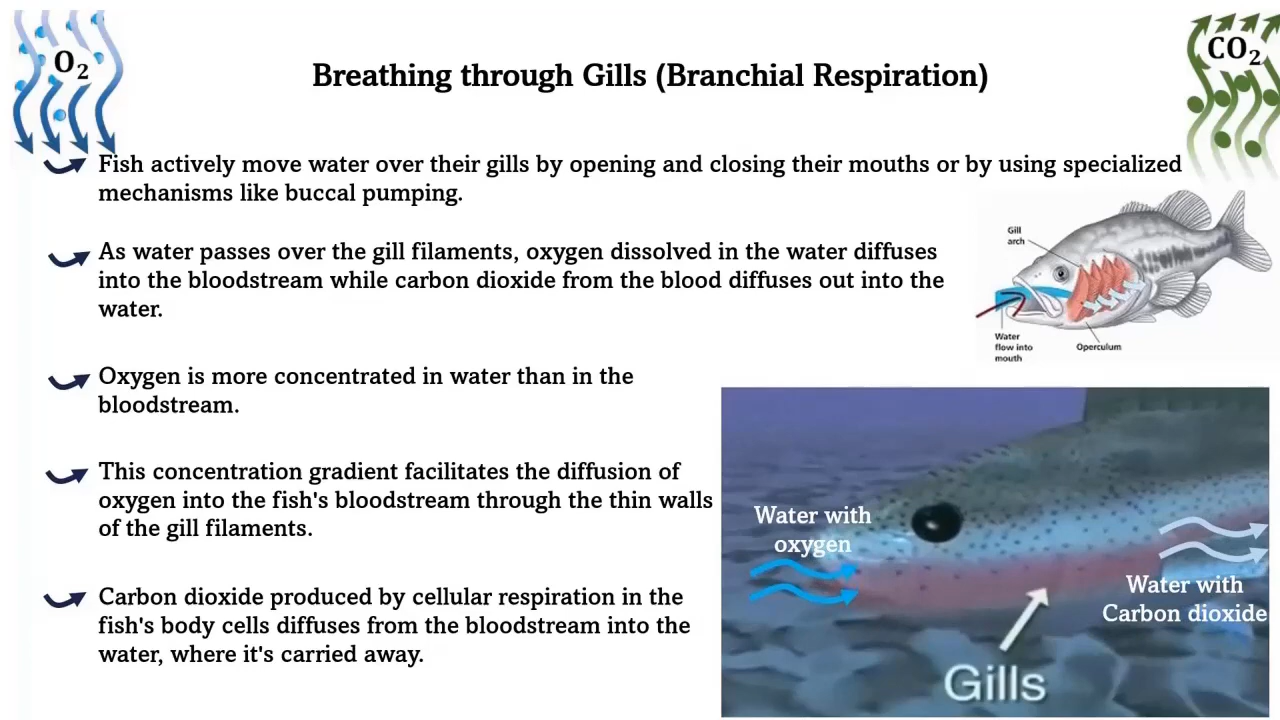 O2
CO2
Breathing through Gills (Branchial Respiration)
Fish actively move water over their gills by opening and closing their mouths or by using specialized
mechanisms like buccal pumping.
As water passes over the gill filaments, oxygen dissolved in the water diffuses
into the bloodstream while carbon dioxide from the blood diffuses out into the
water.
Gill
arch
Water
flow into
mouth
Operculum
Oxygen is more concentrated in water than in the
bloodstream.
This concentration gradient facilitates the diffusion of
oxygen into the fish's bloodstream through the thin walls
of the gill filaments.
Carbon dioxide produced by cellular respiration in the
fish's body cells diffuses from the bloodstream into the
water, where it's carried away.
Water with
oxygen
Water with
Carbon dioxide
Gills